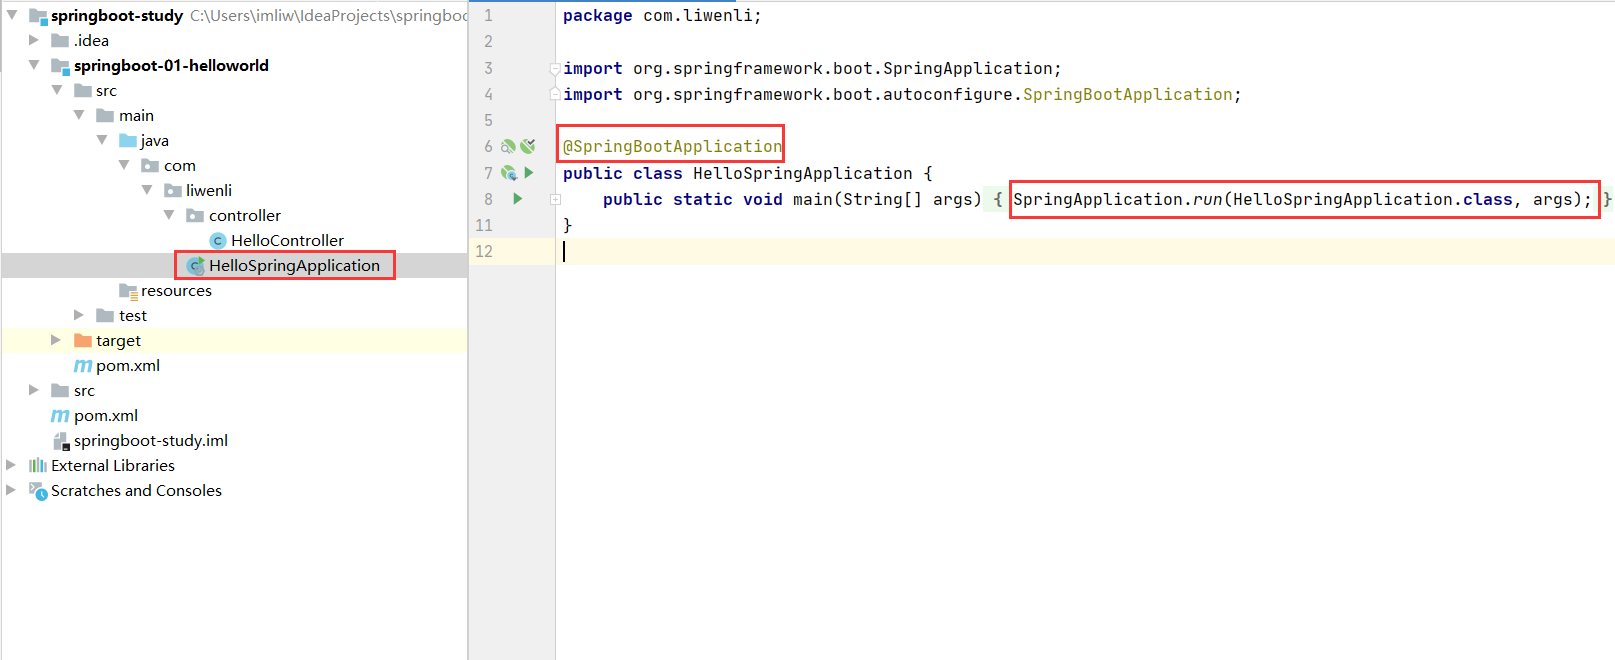 springboot-study C:\Users\imliw\IdeaProjects\springboo
.idea
springboot-01-helloworld
src
main
java
com
liwenli
controller
HelloController
HelloSpringApplication
resources
test
target
pom.xml
src
pom.xml
springboot-study.iml
External Libraries
Scratches and Consoles
1 package com.liwenli;
2
3 import org.springframework.boot.SpringApplication;
4 import org.springframework.boot.autoconfigure.SpringBootApplication;
5
6 @SpringBootApplication
7 public class HelloSpringApplication {
8 public static void main(String[] args) { SpringApplication.run(HelloSpringApplication.class, args); }
11 }
12